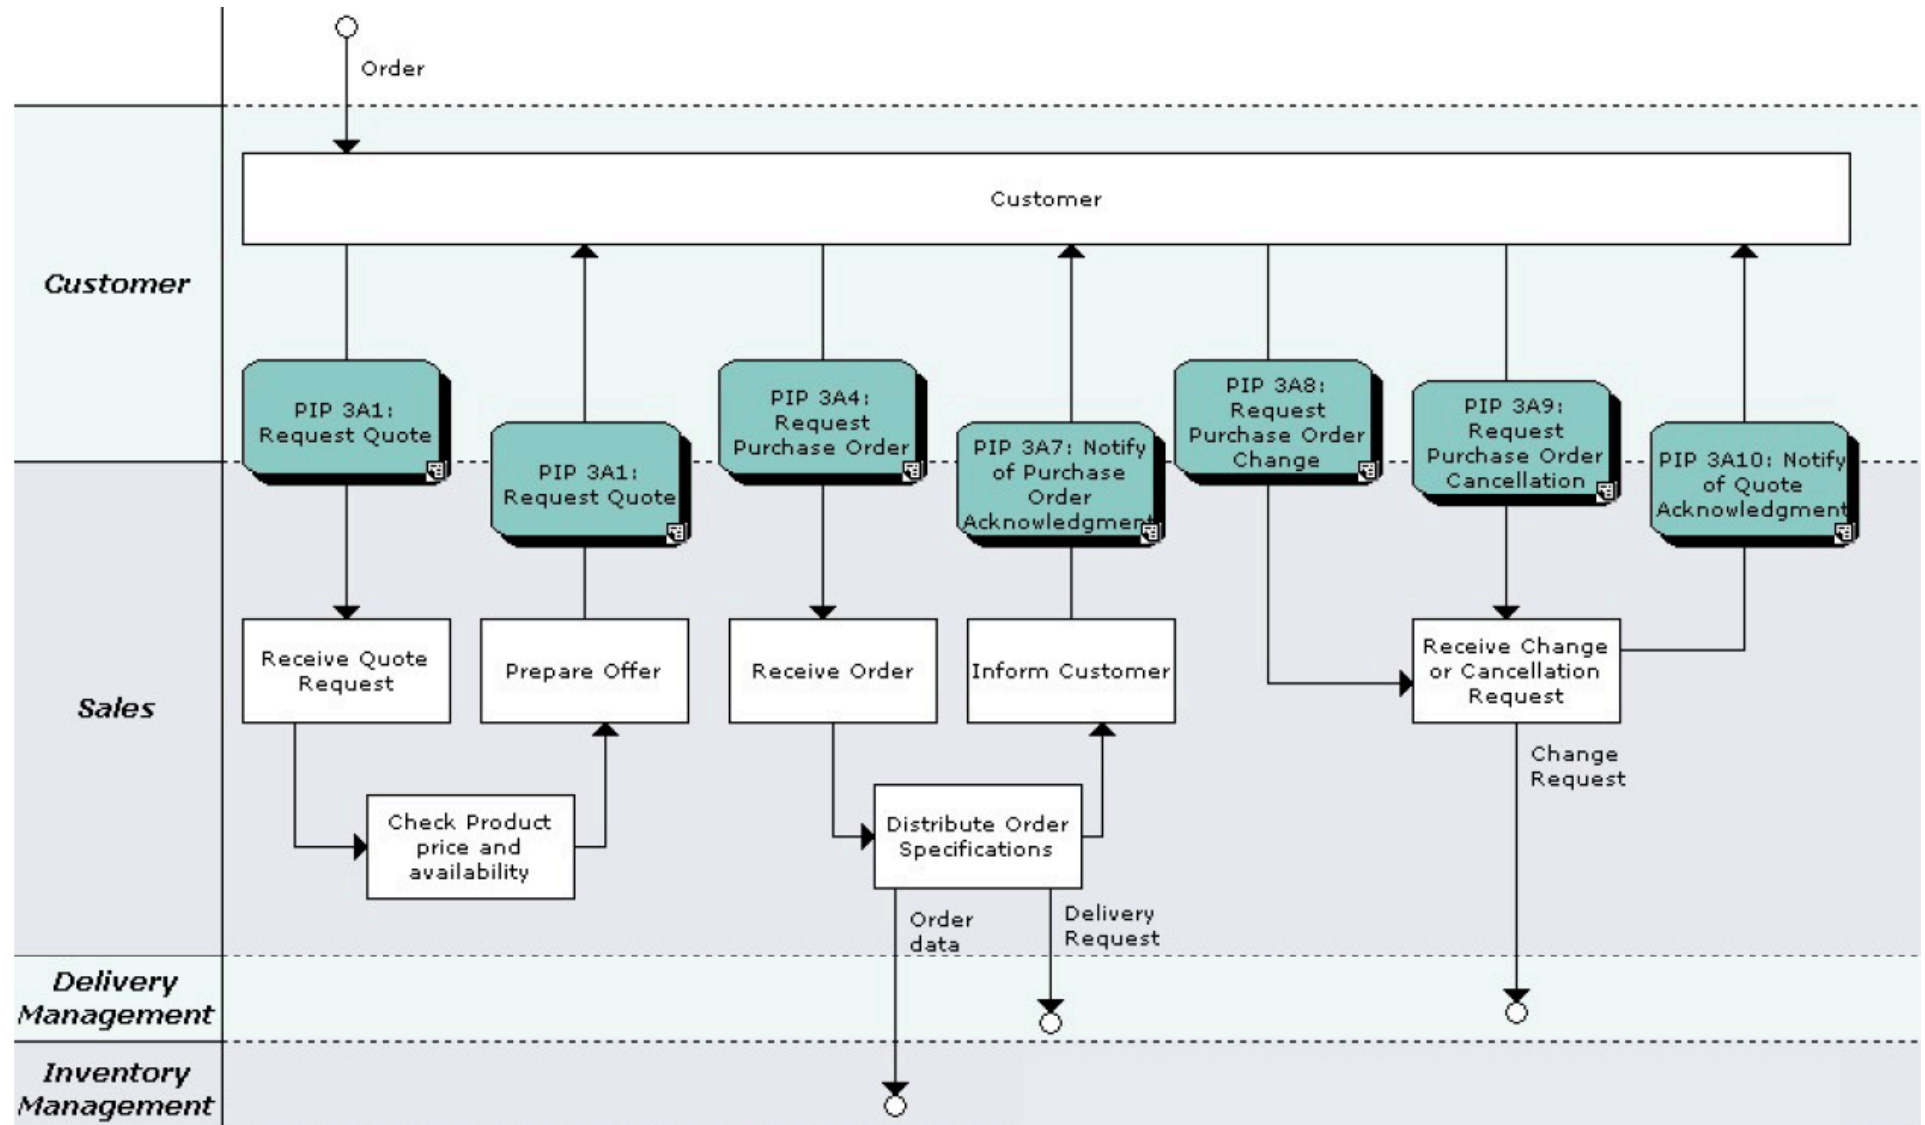 Order
Customer
Customer
PIP 3A1:
Request Quote
PIP 3A1:
Request Quote
PIP 3A4:
Request
Purchase Order
PIP 3A7: Notify
of Purchase
Order
Acknowledgment
PIP 3A8:
Request
Purchase Order
Change
PIP 3A9:
Request
Purchase Order
Cancellation
PIP 3A10: Notify
of Quote
Acknowledgment
Sales
Receive Quote
Request
Prepare Offer
Receive Order
Inform Customer
Receive Change
or Cancellation
Request
Check Product
price and
availability
Distribute Order
Specifications
Change
Request
Order
data
Delivery
Request
Delivery
Management
Inventory
Management